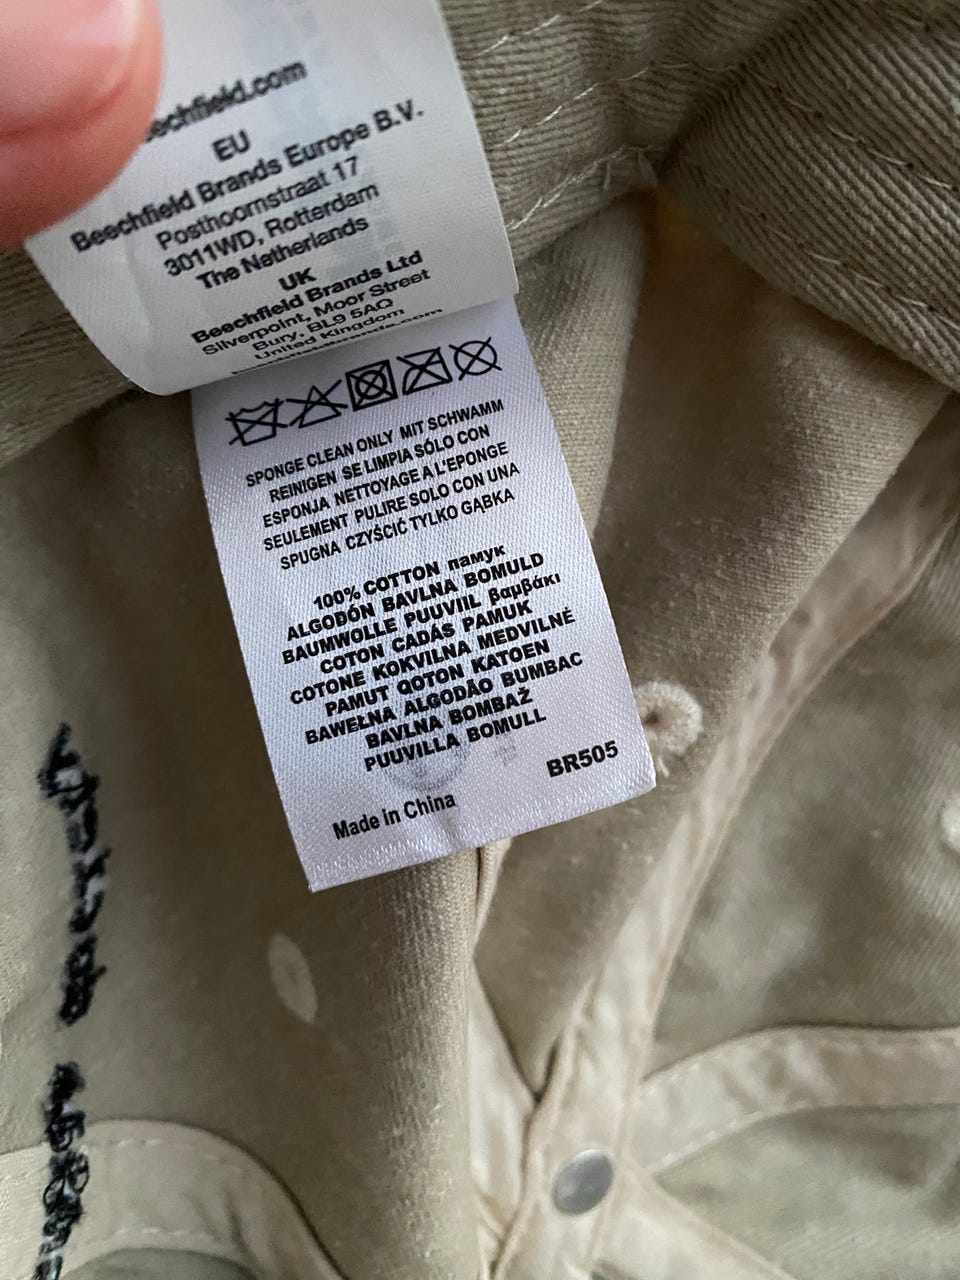 echfield.com
EU
Beechfield Brands Europe B.V.
Posthoornstraat 17
3011WD, Rotterdam
The Netherlands
UK
Beechfield Brands Ltd
Silverpoint, Moor Street
Bury, BL9 5AQ
United Kingdom
SPONGE CLEAN ONLY MIT SCHWAMM
REINIGEN SE LIMPIA SÓLO CON
ESPONJA NETTOYAGE A L'EPONGE
SEULEMENT PULIRE SOLO CON UNA
SPUGNA CZYŚCIĆ TYLKO GĄBKA
100% COTTON памук
ALGODÓN BAVLNA BOMULD
BAUMWOLLE PUUVIIL βαμβάκι
COTON CADÁS PAMUK
COTONE KOKVILNA MEDVILNĖ
PAMUT QOTON KATOEN
BAWEŁNA ALGODÃO BUMBAC
BAVLNA BOMBAŽ
PUUVILLA BOMULL
BR505
Made in China